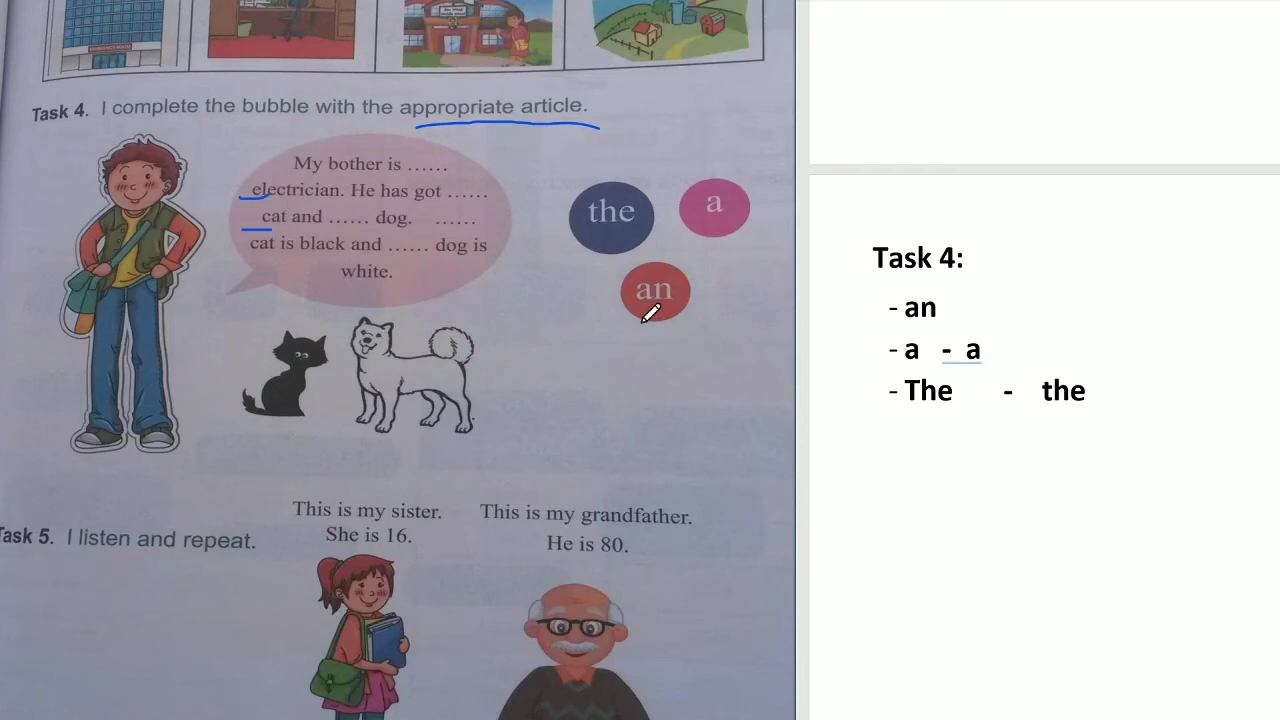 EMERGENCY ROOM
Task 4. I complete the bubble with the appropriate article.
My bother is ......
electrician. He has got ......
cat and ...... dog. ......
cat is black and ...... dog is
white.
the
a
an
This is my sister.
She is 16.
This is my grandfather.
He is 80.
Task 5. I listen and repeat.
Task 4:
- an
- a - a
- The - the